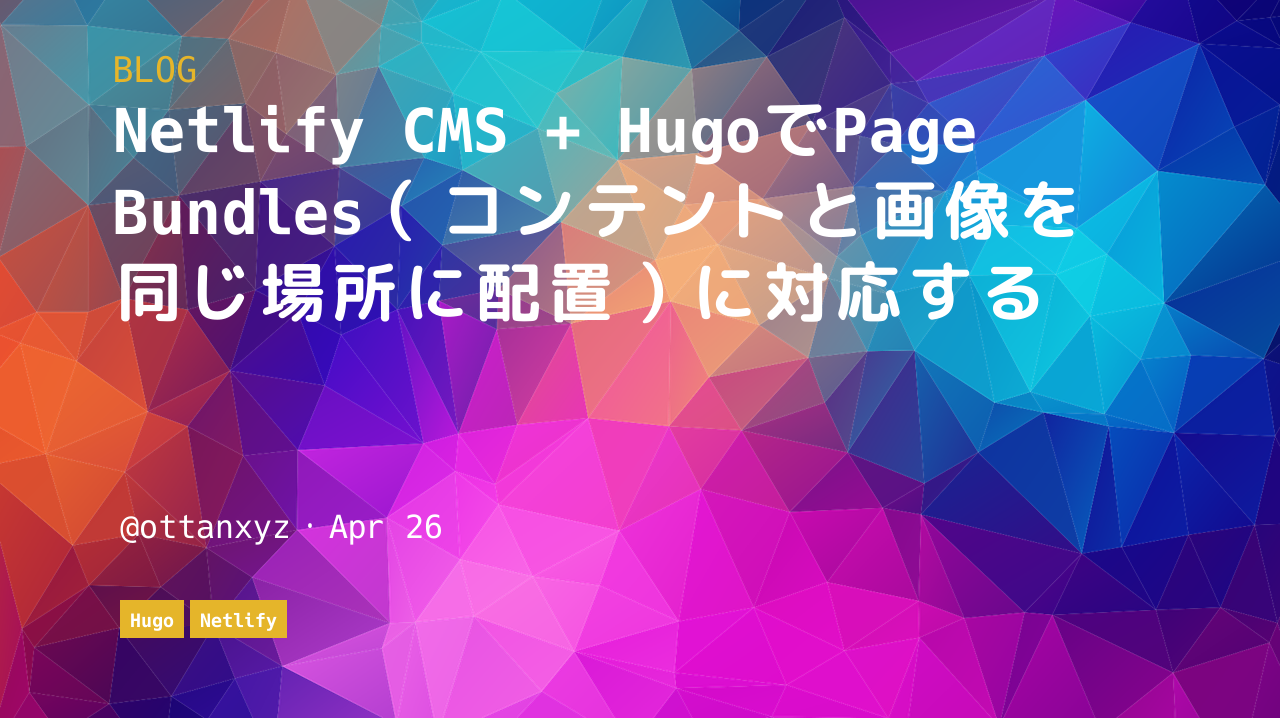 BLOG
Netlify CMS + HugoでPage
Bundles（コンテントと画像を
同じ場所に配置）に対応する
@ottanxyz · Apr 26
Hugo Netlify